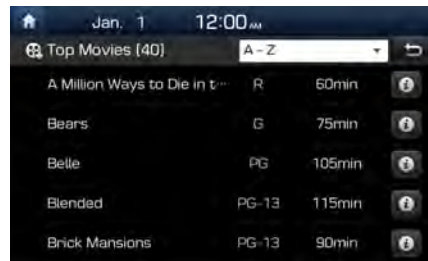 Jan. 1 12:00 AM
Top Movies (40) A - Z
A Million Ways to Die in t··· R 60min
Bears G 75min
Belle PG 105min
Blended PG-13 115min
Brick Mansions PG-13 90min